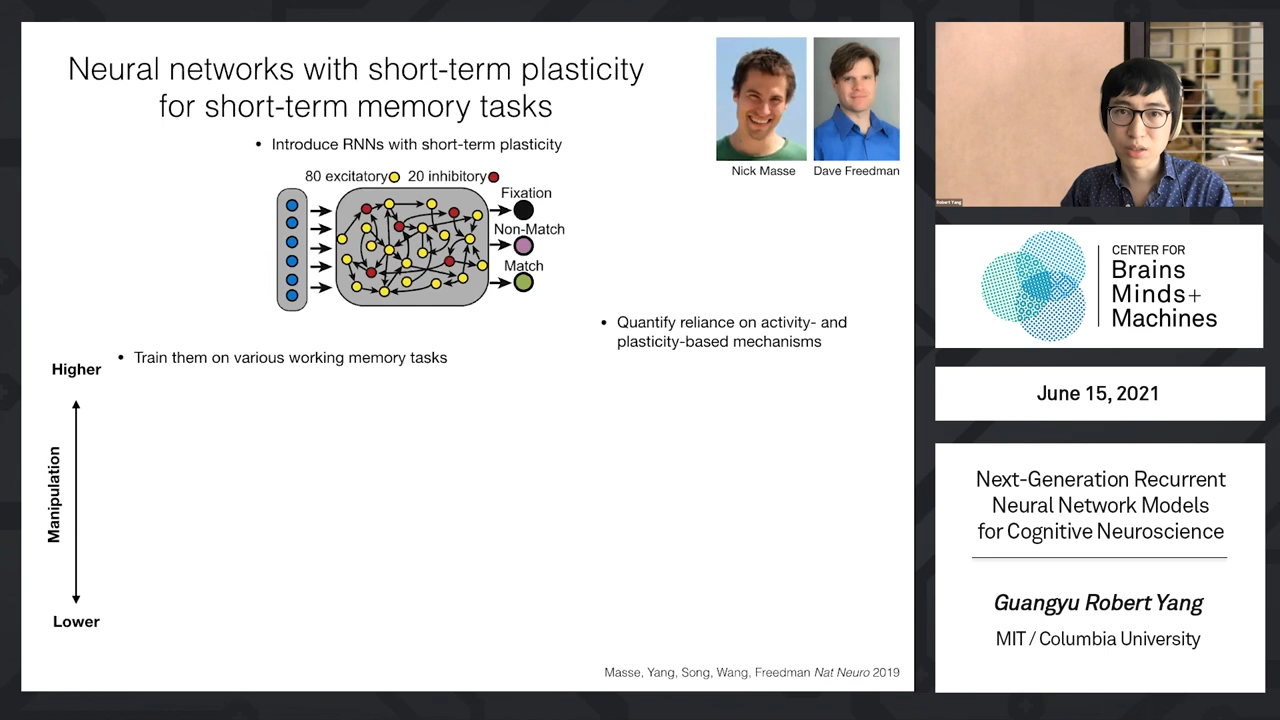 Neural networks with short-term plasticity
for short-term memory tasks
• Introduce RNNs with short-term plasticity
80 excitatory 20 inhibitory
Fixation
Non-Match
Match
Nick Masse
Dave Freedman
• Quantify reliance on activity- and
plasticity-based mechanisms
• Train them on various working memory tasks
Higher
Manipulation
Lower
Masse, Yang, Song, Wang, Freedman Nat Neuro 2019
Robert Yang
CENTER FOR
Brains
Minds+
Machines
June 15, 2021
Next-Generation Recurrent
Neural Network Models
for Cognitive Neuroscience
Guangyu Robert Yang
MIT / Columbia University